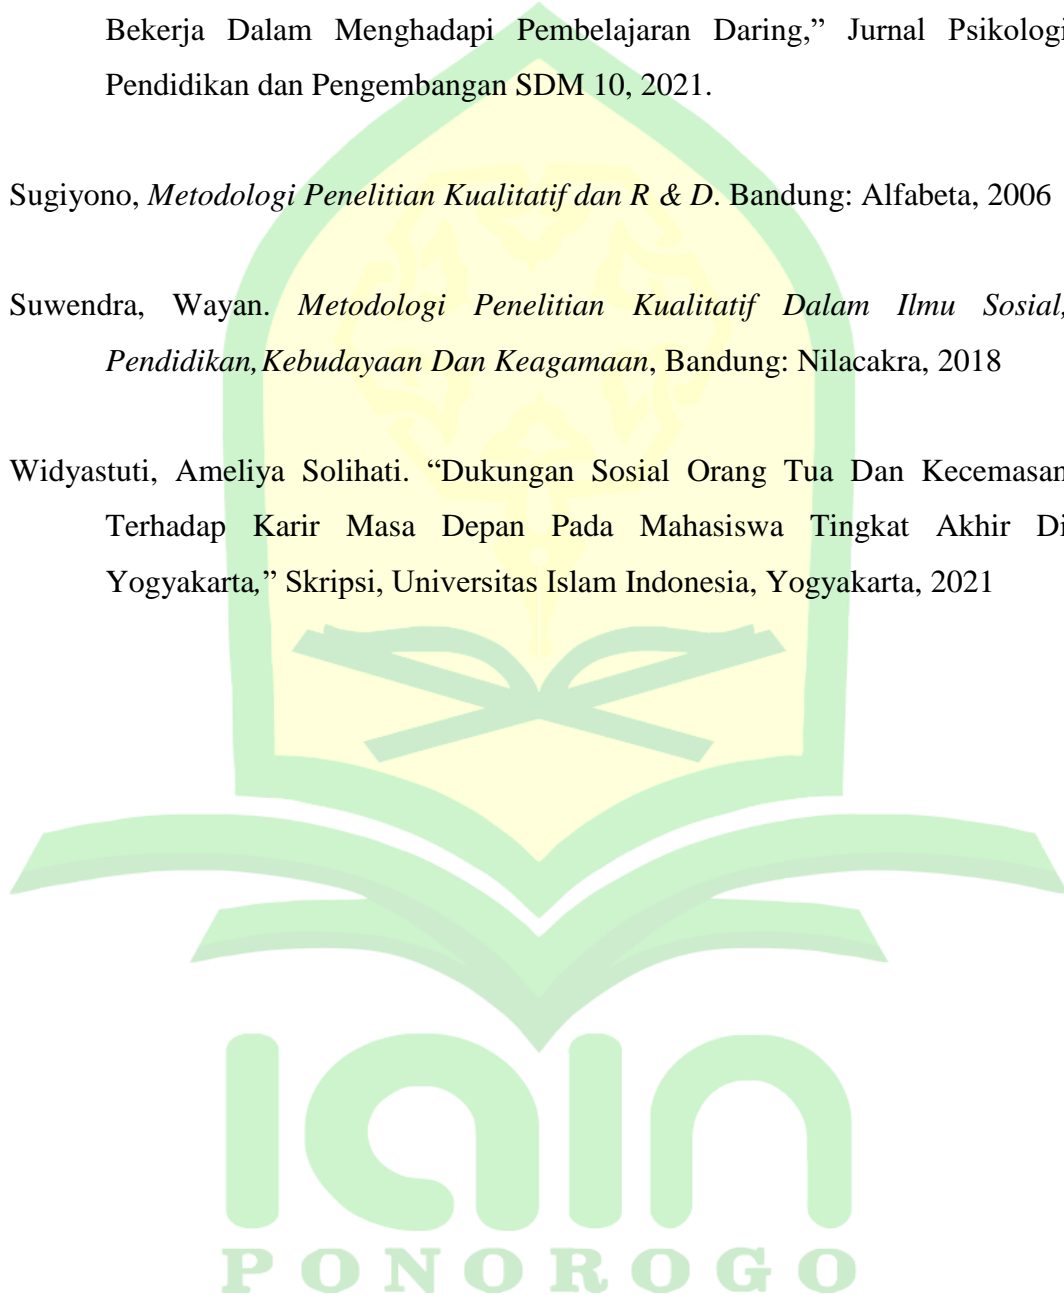 Bekerja Dalam Menghadapi Pembelajaran Daring,” Jurnal Psikologi
Pendidikan dan Pengembangan SDM 10, 2021.
Sugiyono, Metodologi Penelitian Kualitatif dan R & D. Bandung: Alfabeta, 2006
Suwendra, Wayan. Metodologi Penelitian Kualitatif Dalam Ilmu Sosial,
Pendidikan,Kebudayaan Dan Keagamaan, Bandung: Nilacakra, 2018
Widyastuti, Ameliya Solihati. “Dukungan Sosial Orang Tua Dan Kecemasan
Terhadap Karir Masa Depan Pada Mahasiswa Tingkat Akhir Di
Yogyakarta,” Skripsi, Universitas Islam Indonesia, Yogyakarta, 2021
iain
PONOROGO